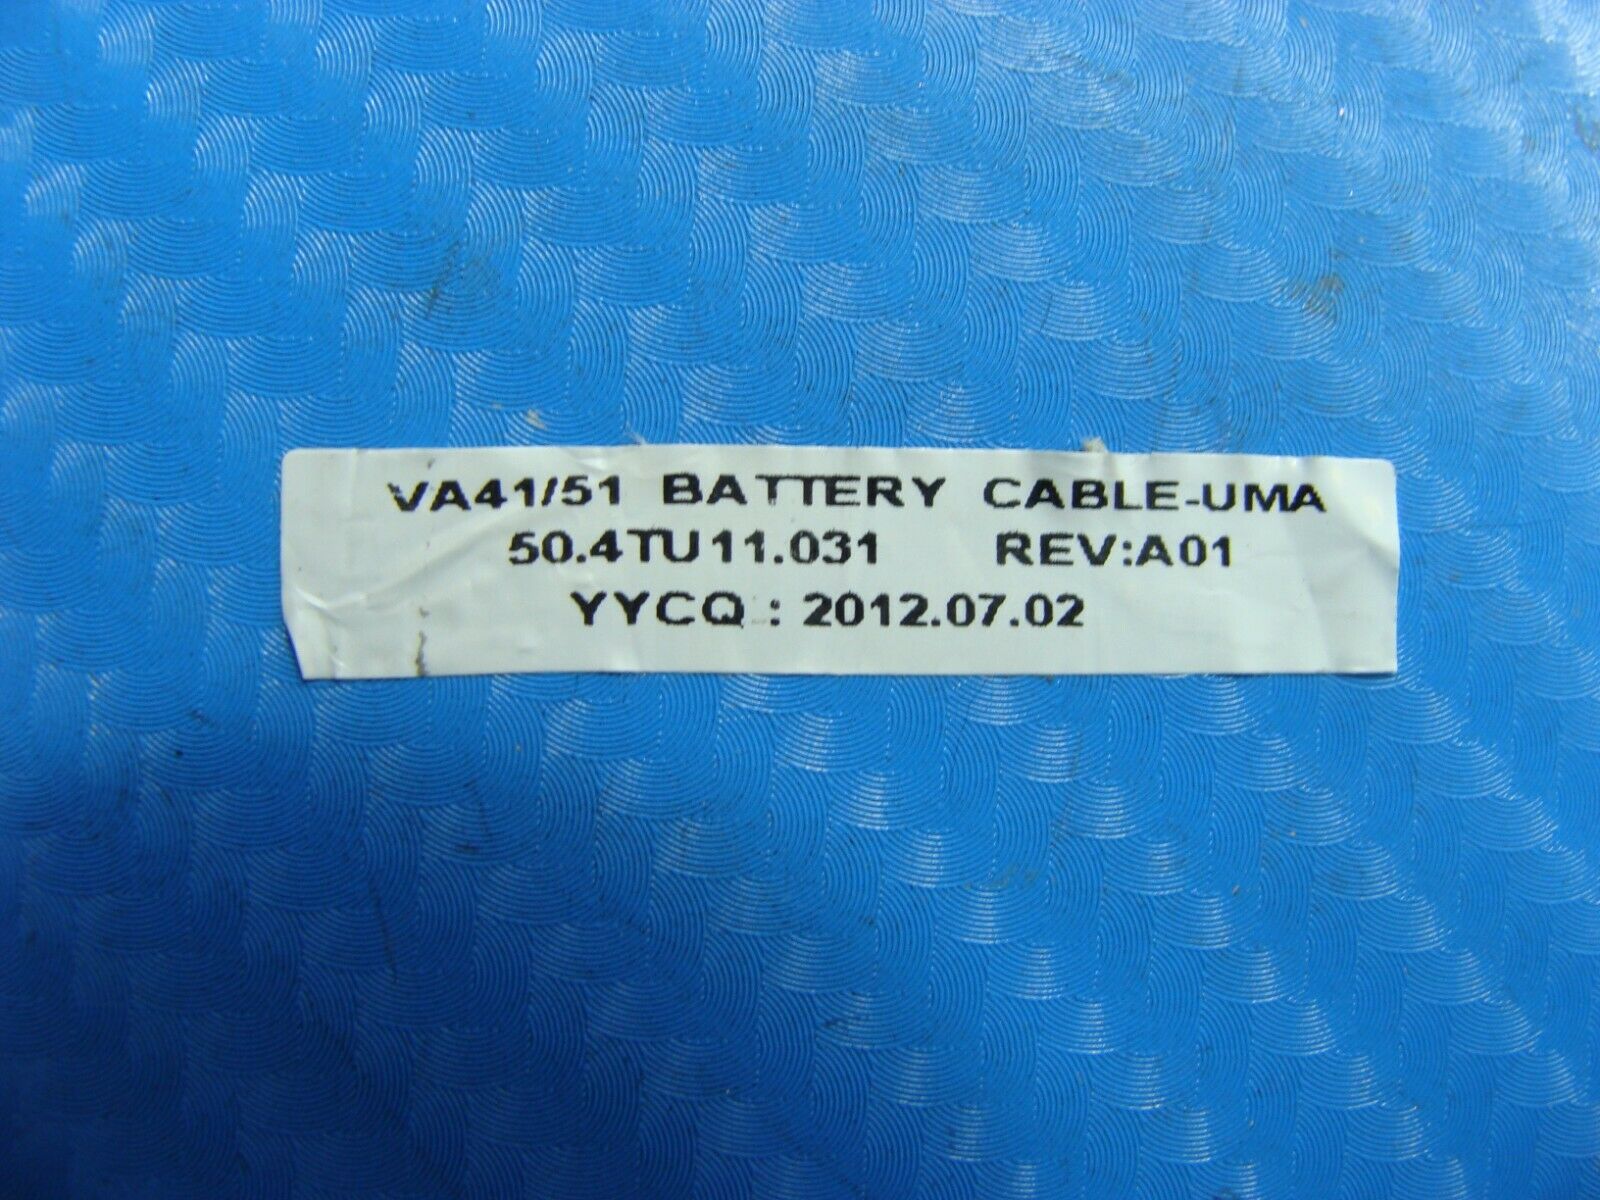 VA41/51 BATTERY CABLE-UMA
50.4TU11.031 REV:A01
YYCQ : 2012.07.02